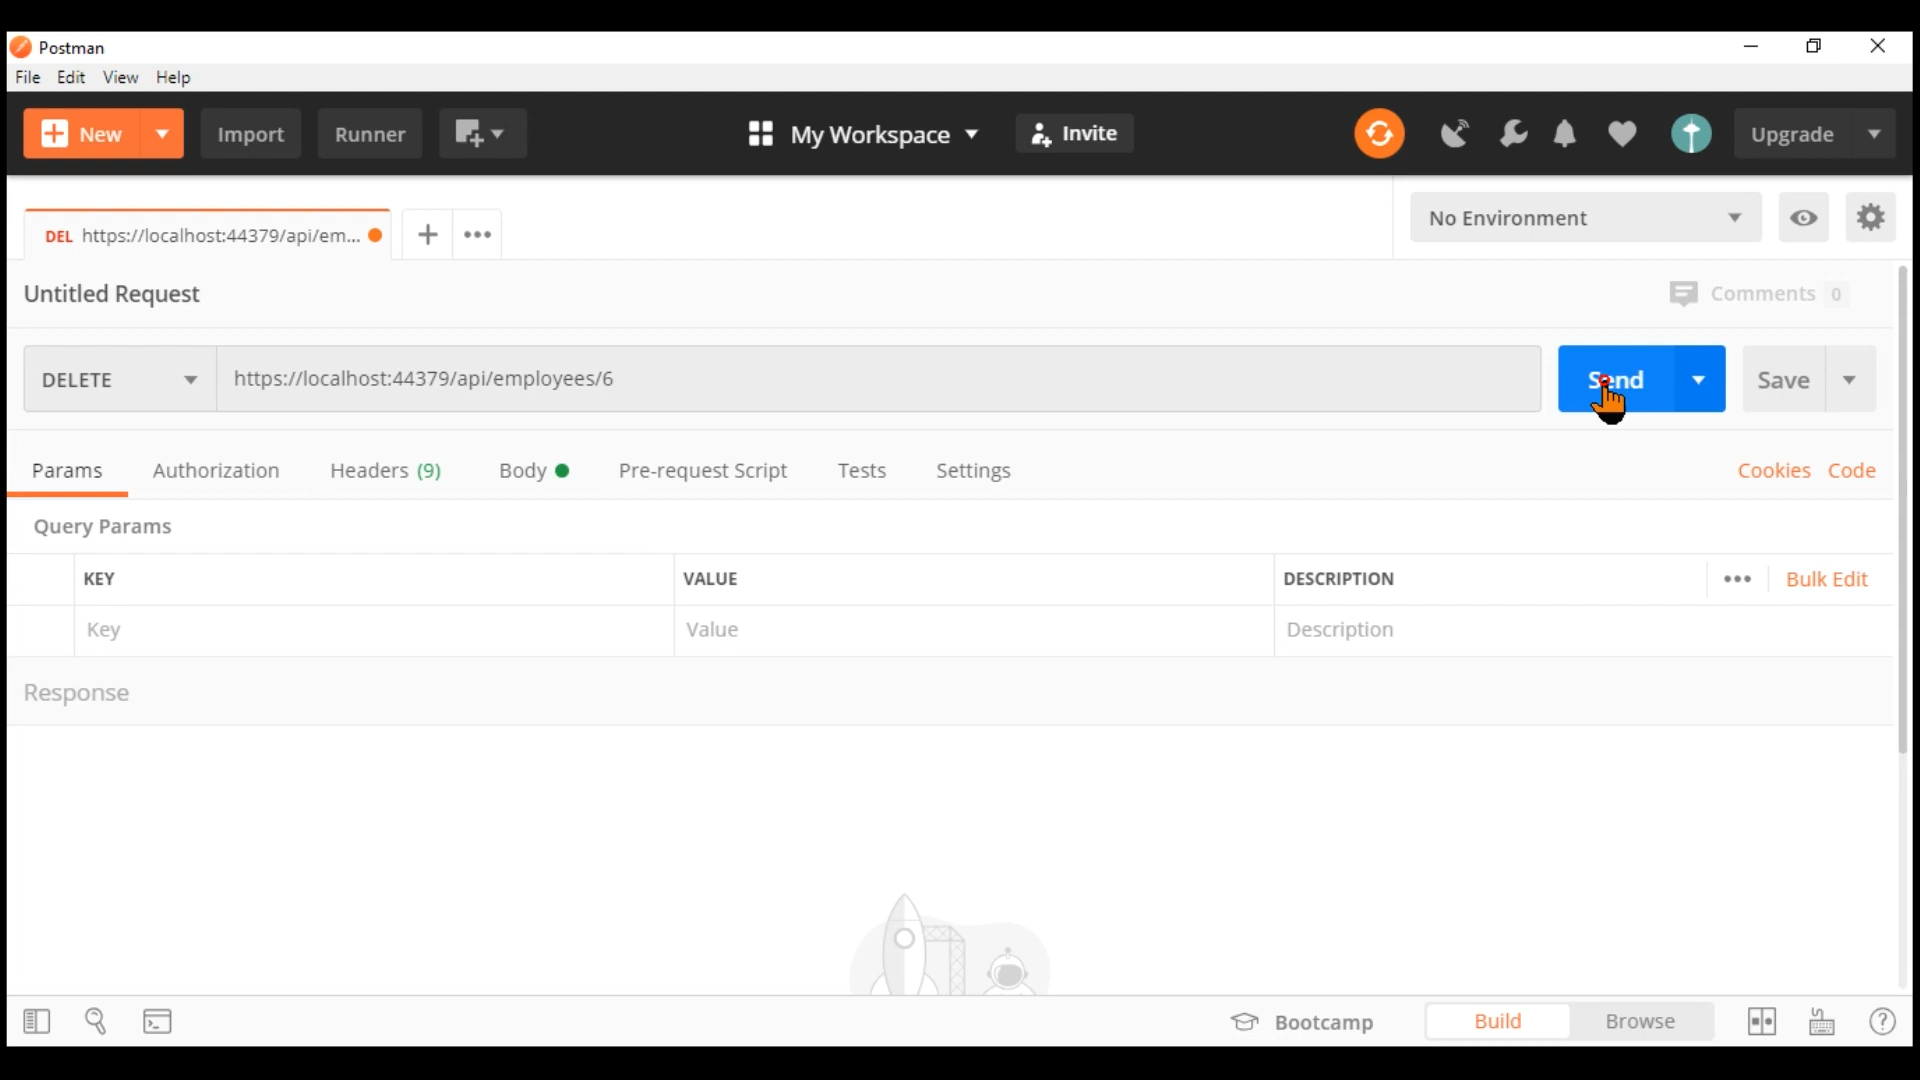 Postman
File Edit View Help
New Import Runner My Workspace Invite Upgrade
DEL https://localhost:44379/api/em... No Environment
Untitled Request Comments 0
DELETE https://localhost:44379/api/employees/6 Send Save
Params Authorization Headers (9) Body Pre-request Script Tests Settings Cookies Code
Query Params
KEY VALUE DESCRIPTION Bulk Edit
Key Value Description
Response
Bootcamp Build Browse